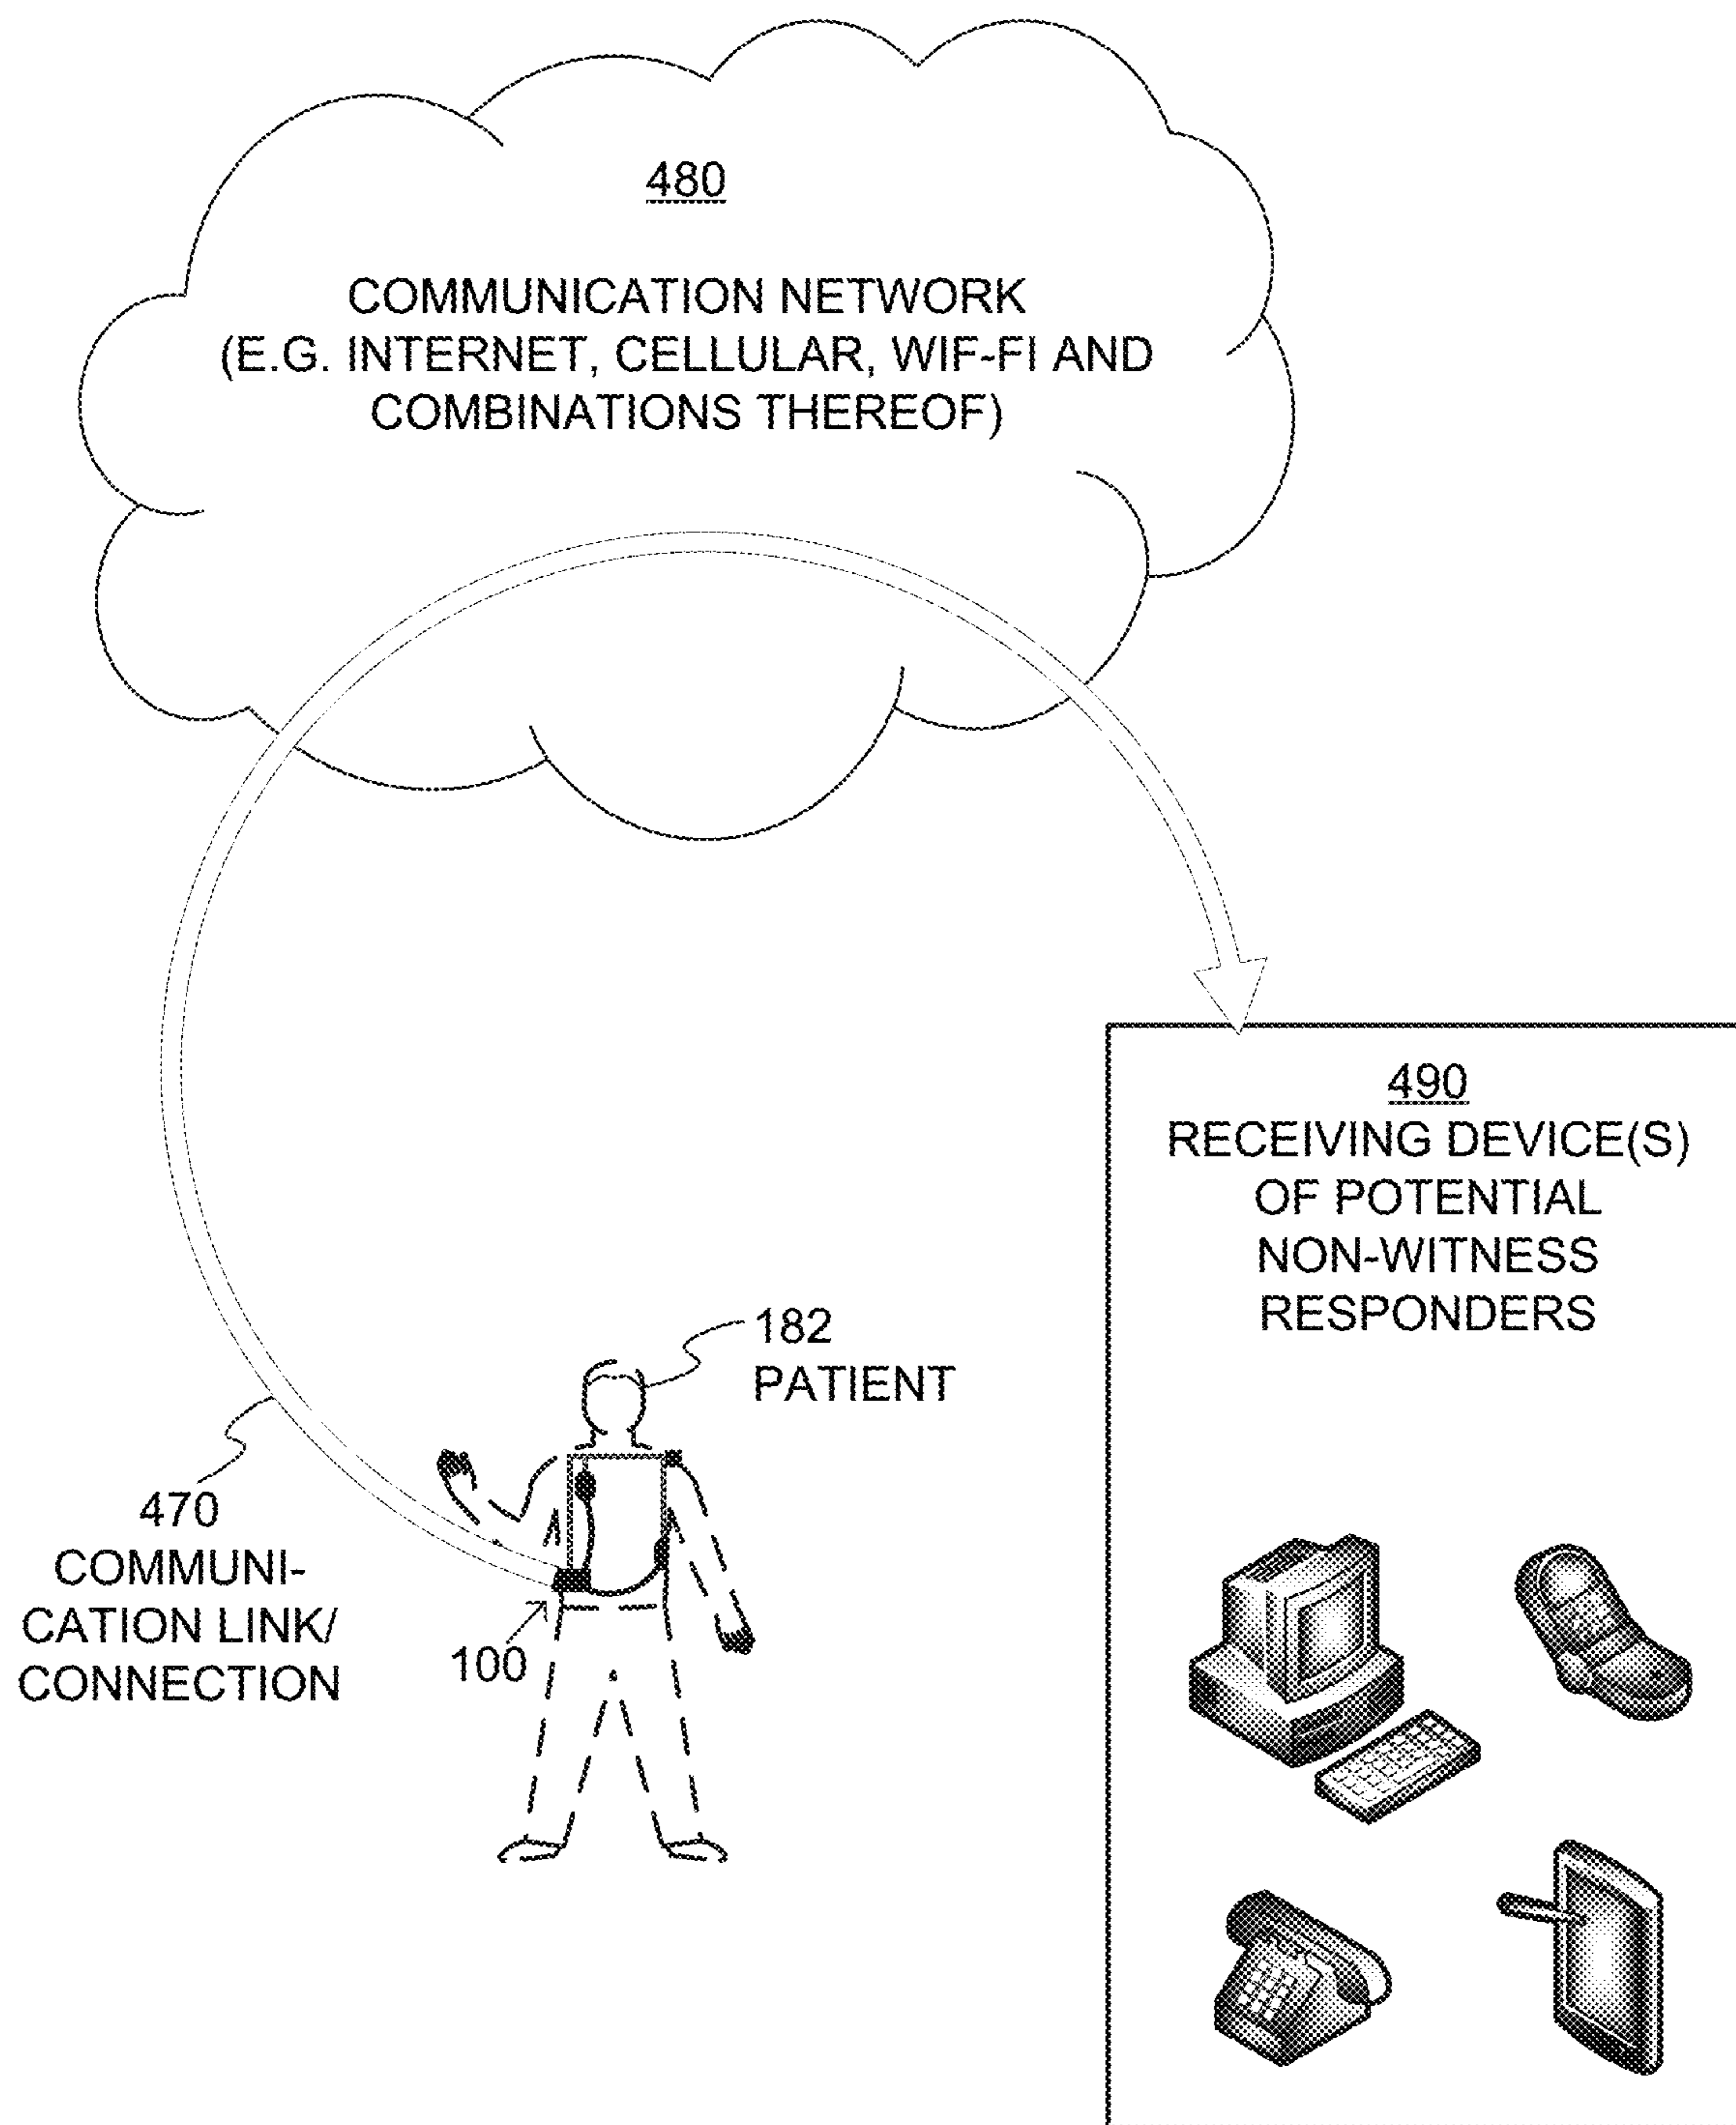 480
COMMUNICATION NETWORK
(E.G. INTERNET, CELLULAR, WIF-FI AND
COMBINATIONS THEREOF)
490
RECEIVING DEVICE(S)
OF POTENTIAL
NON-WITNESS
RESPONDERS
182
PATIENT
470
COMMUNI-
CATION LINK/
CONNECTION
100